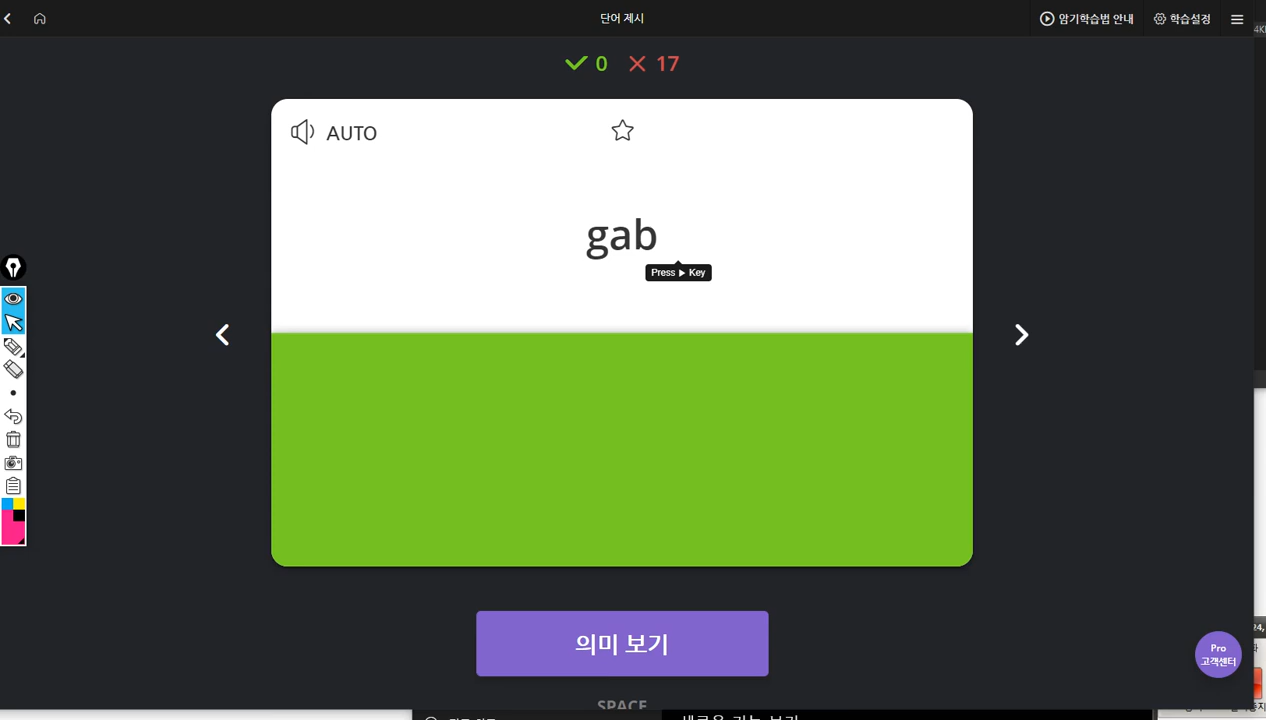 단어 제시
암기학습법 안내
학습설정
0
17
AUTO
gab
Press ▶ Key
의미 보기
SPACE
Pro
고객센터